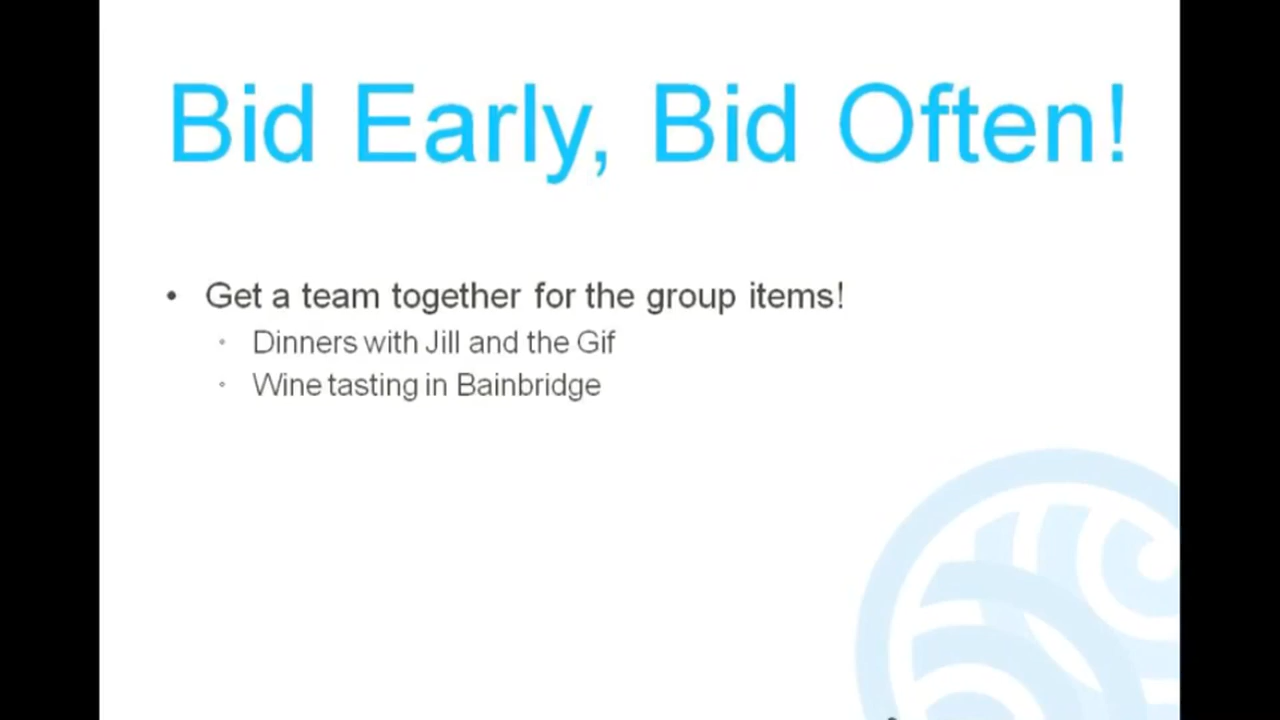 Bid Early, Bid Often!
• Get a team together for the group items!
◦ Dinners with Jill and the Gif
◦ Wine tasting in Bainbridge